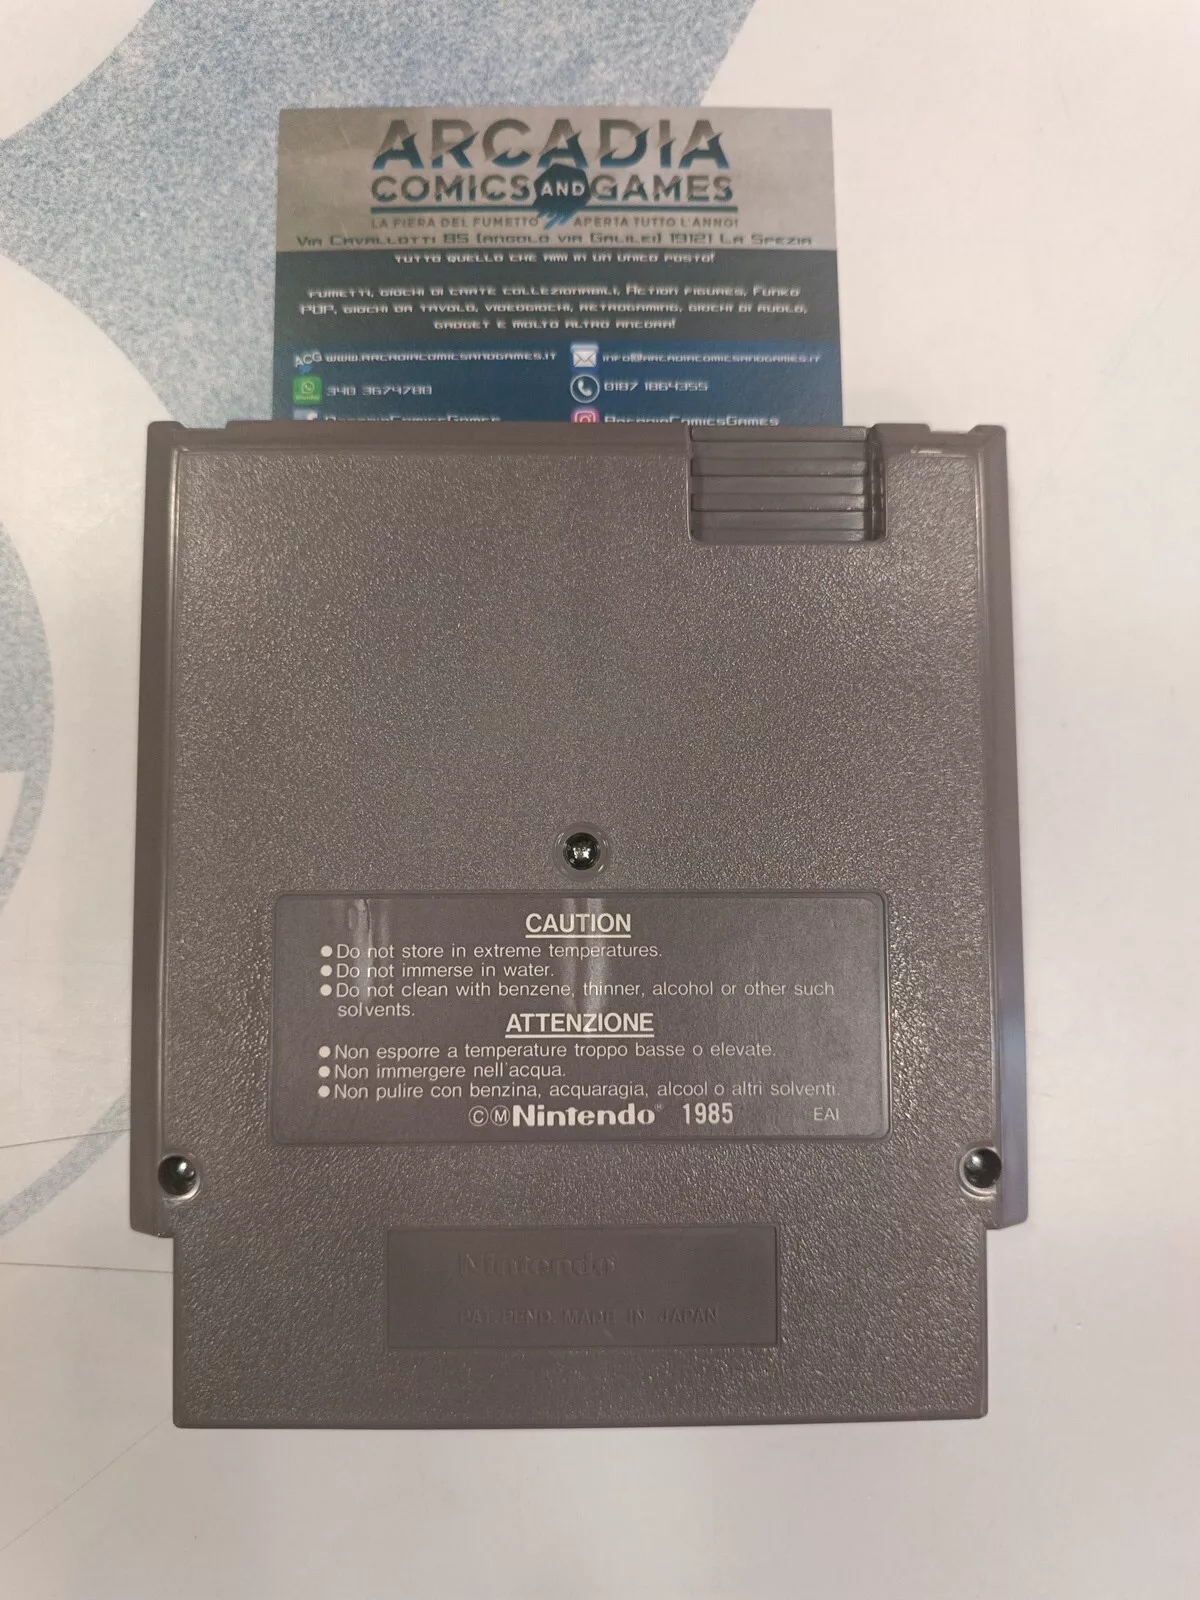 ARCADIA
COMICS AND GAMES
LA FIERA DEL FUMETTO APERTA TUTTO L'ANNO!
Via Cavallotti 85 (angolo via Galilei) 19121 La Spezia
tutto quello che ami in un unico posto!
Fumetti, giochi di carte collezionabili, Action figures, Funko
POP, giochi da tavolo, videogiochi, retrogaming, giochi di ruolo,
gadget e molto altro ancora!
ACG www.arcadiacomicsandgames.it info@arcadiacomicsandgames.it
340 3674780 0187 1864355
ArcadiaComicsGames ArcadiaComicsGames
CAUTION
●Do not store in extreme temperatures.
●Do not immerse in water.
●Do not clean with benzene, thinner, alcohol or other such
solvents.
ATTENZIONE
●Non esporre a temperature troppo basse o elevate.
●Non immergere nell'acqua.
●Non pulire con benzina, acquaragia, alcool o altri solventi.
©Ⓜ Nintendo® 1985 EAI
Nintendo
PAT. PEND. MADE IN JAPAN